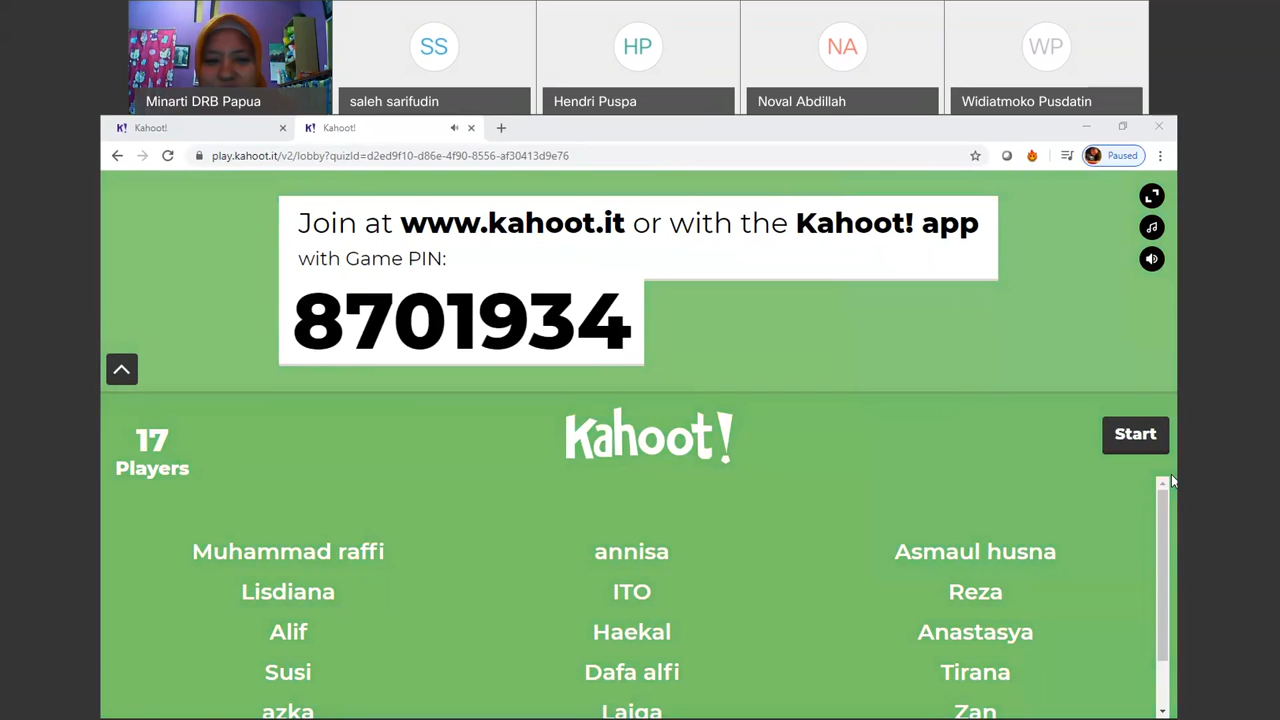 SS
HP
NA
WP
Minarti DRB Papua
saleh sarifudin
Hendri Puspa
Noval Abdillah
Widiatmoko Pusdatin
K! Kahoot!
K! Kahoot!
play.kahoot.it/v2/lobby?quizId=d2ed9f10-d86e-4f90-8556-af30413d9e76
Paused
Join at www.kahoot.it or with the Kahoot! app
with Game PIN:
8701934
17
Players
Kahoot!
Start
Muhammad raffi annisa Asmaul husna
Lisdiana ITO Reza
Alif Haekal Anastasya
Susi Dafa alfi Tirana
azka Laiqa Zan